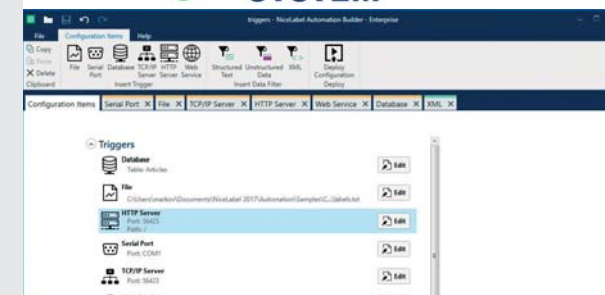 SYSTEM
triggers - NiceLabel Automation Builder - Enterprise
File Configuration Items Help
Copy
Paste
Delete
File Serial Port Database TCP/IP Server HTTP Server Web Service Structured Text Unstructured Data XML Deploy Configuration
Clipboard Insert Trigger Insert Data Filter Deploy
Configuration Items Serial Port X File X TCP/IP Server X HTTP Server X Web Service X Database X XML X
Triggers
Database
Table: Articles
Edit
File
Edit
HTTP Server
Port: 56425
Path: /
Edit
Serial Port
Port: COM1
Edit
TCP/IP Server
Port: 56423
Edit